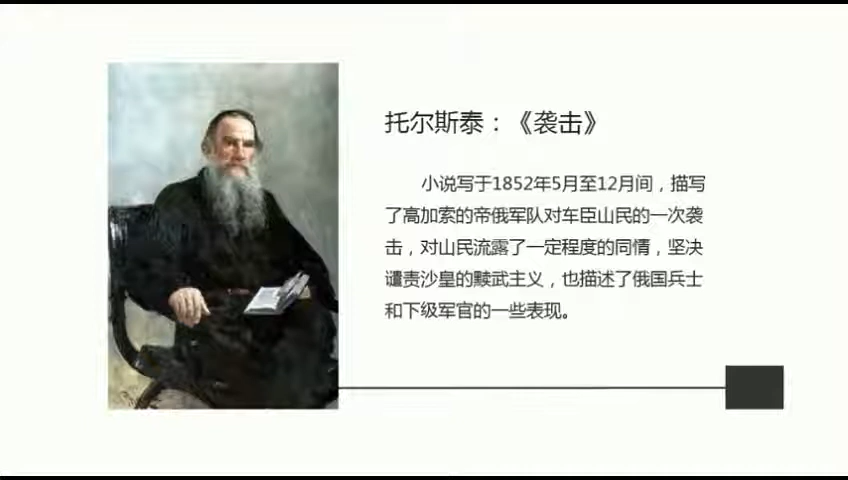 托尔斯泰：《袭击》
小说写于1852年5月至12月间，描写
了高加索的帝俄军队对车臣山民的一次袭
击，对山民流露了一定程度的同情，坚决
谴责沙皇的黩武主义，也描述了俄国兵士
和下级军官的一些表现。